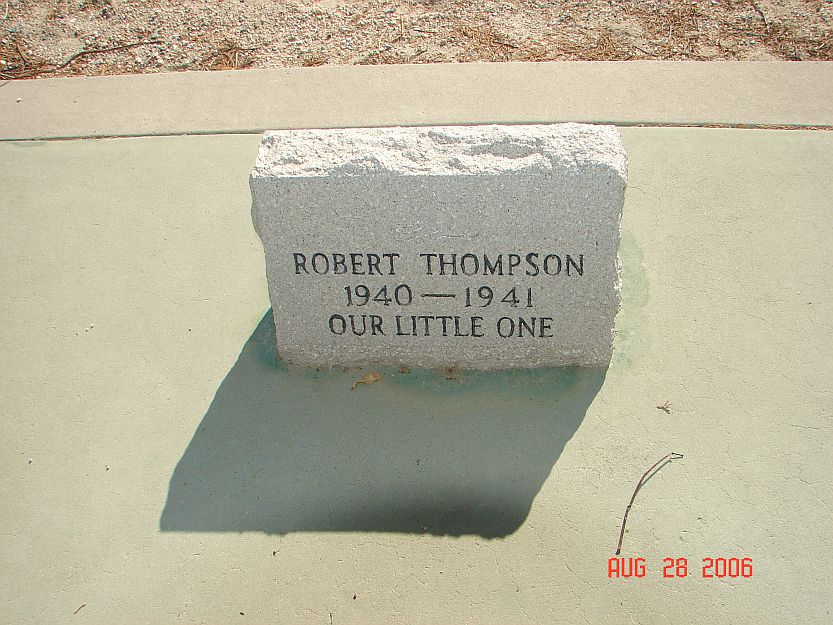 ROBERT THOMPSON
1940 — 1941
OUR LITTLE ONE
AUG 28 2006